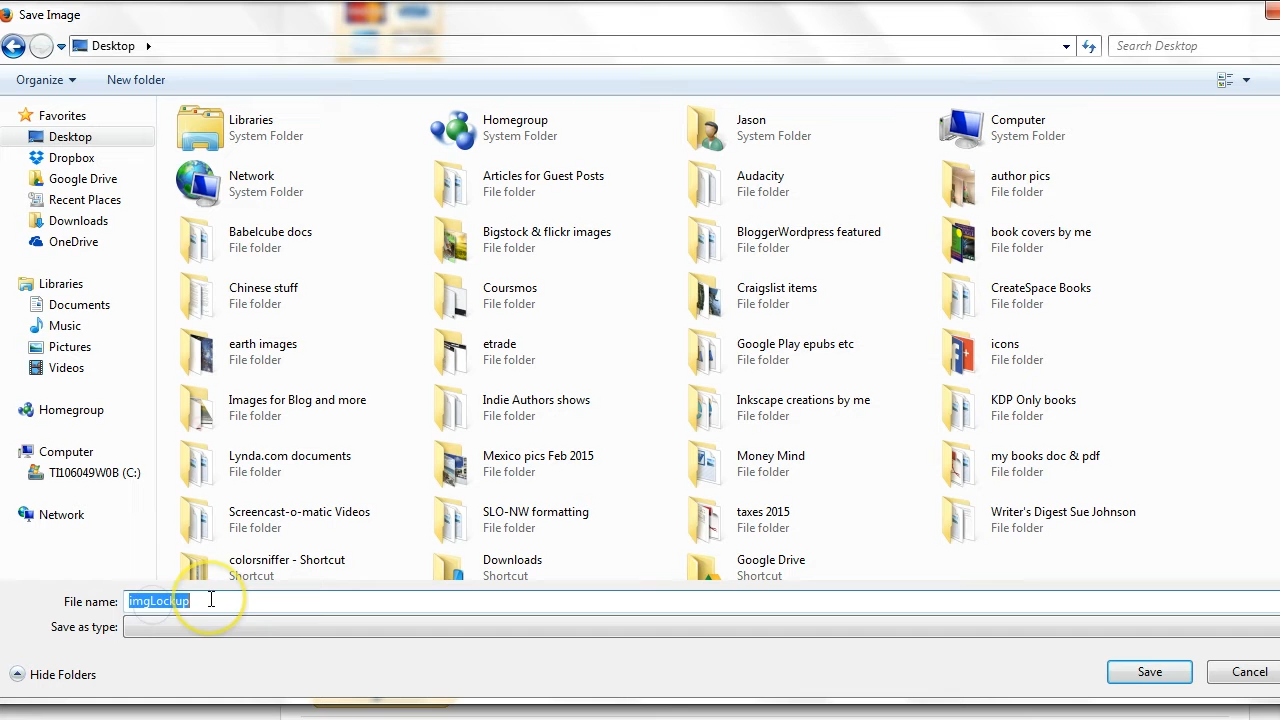 Save Image
Desktop
Search Desktop
Organize
New folder
Favorites
Desktop
Dropbox
Google Drive
Recent Places
Downloads
OneDrive
Libraries
Documents
Music
Pictures
Videos
Homegroup
Computer
TI106049W0B (C:)
Network
Libraries
System Folder
Homegroup
System Folder
Jason
System Folder
Computer
System Folder
Network
System Folder
Articles for Guest Posts
File folder
Audacity
File folder
author pics
File folder
Babelcube docs
File folder
Bigstock & flickr images
File folder
BloggerWordpress featured
File folder
book covers by me
File folder
Chinese stuff
File folder
Coursmos
File folder
Craigslist items
File folder
CreateSpace Books
File folder
earth images
File folder
etrade
File folder
Google Play epubs etc
File folder
icons
File folder
Images for Blog and more
File folder
Indie Authors shows
File folder
Inkscape creations by me
File folder
KDP Only books
File folder
Lynda.com documents
File folder
Mexico pics Feb 2015
File folder
Money Mind
File folder
my books doc & pdf
File folder
Screencast-o-matic Videos
File folder
SLO-NW formatting
File folder
taxes 2015
File folder
Writer's Digest Sue Johnson
File folder
colorsniffer - Shortcut
Shortcut
Downloads
Shortcut
Google Drive
Shortcut
File name: imgLockup
Save as type:
Hide Folders
Save
Cancel